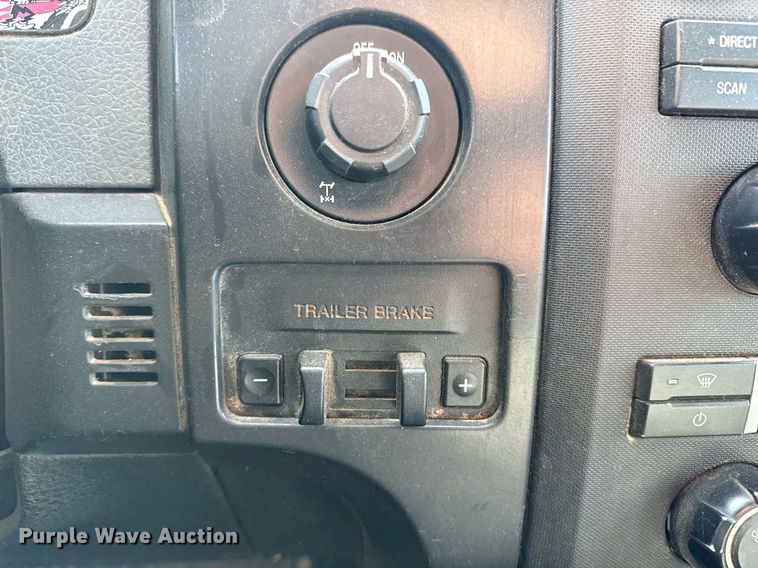 OFF ON
* DIRECT
SCAN
TRAILER BRAKE
- +
Purple Wave Auction